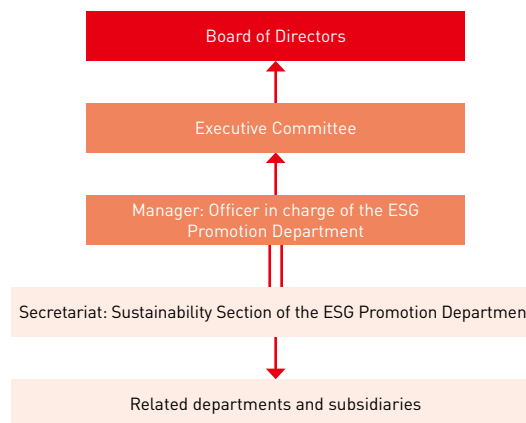 Board of Directors
Executive Committee
Manager: Officer in charge of the ESG
Promotion Department
Secretariat: Sustainability Section of the ESG Promotion Departmen
Related departments and subsidiaries